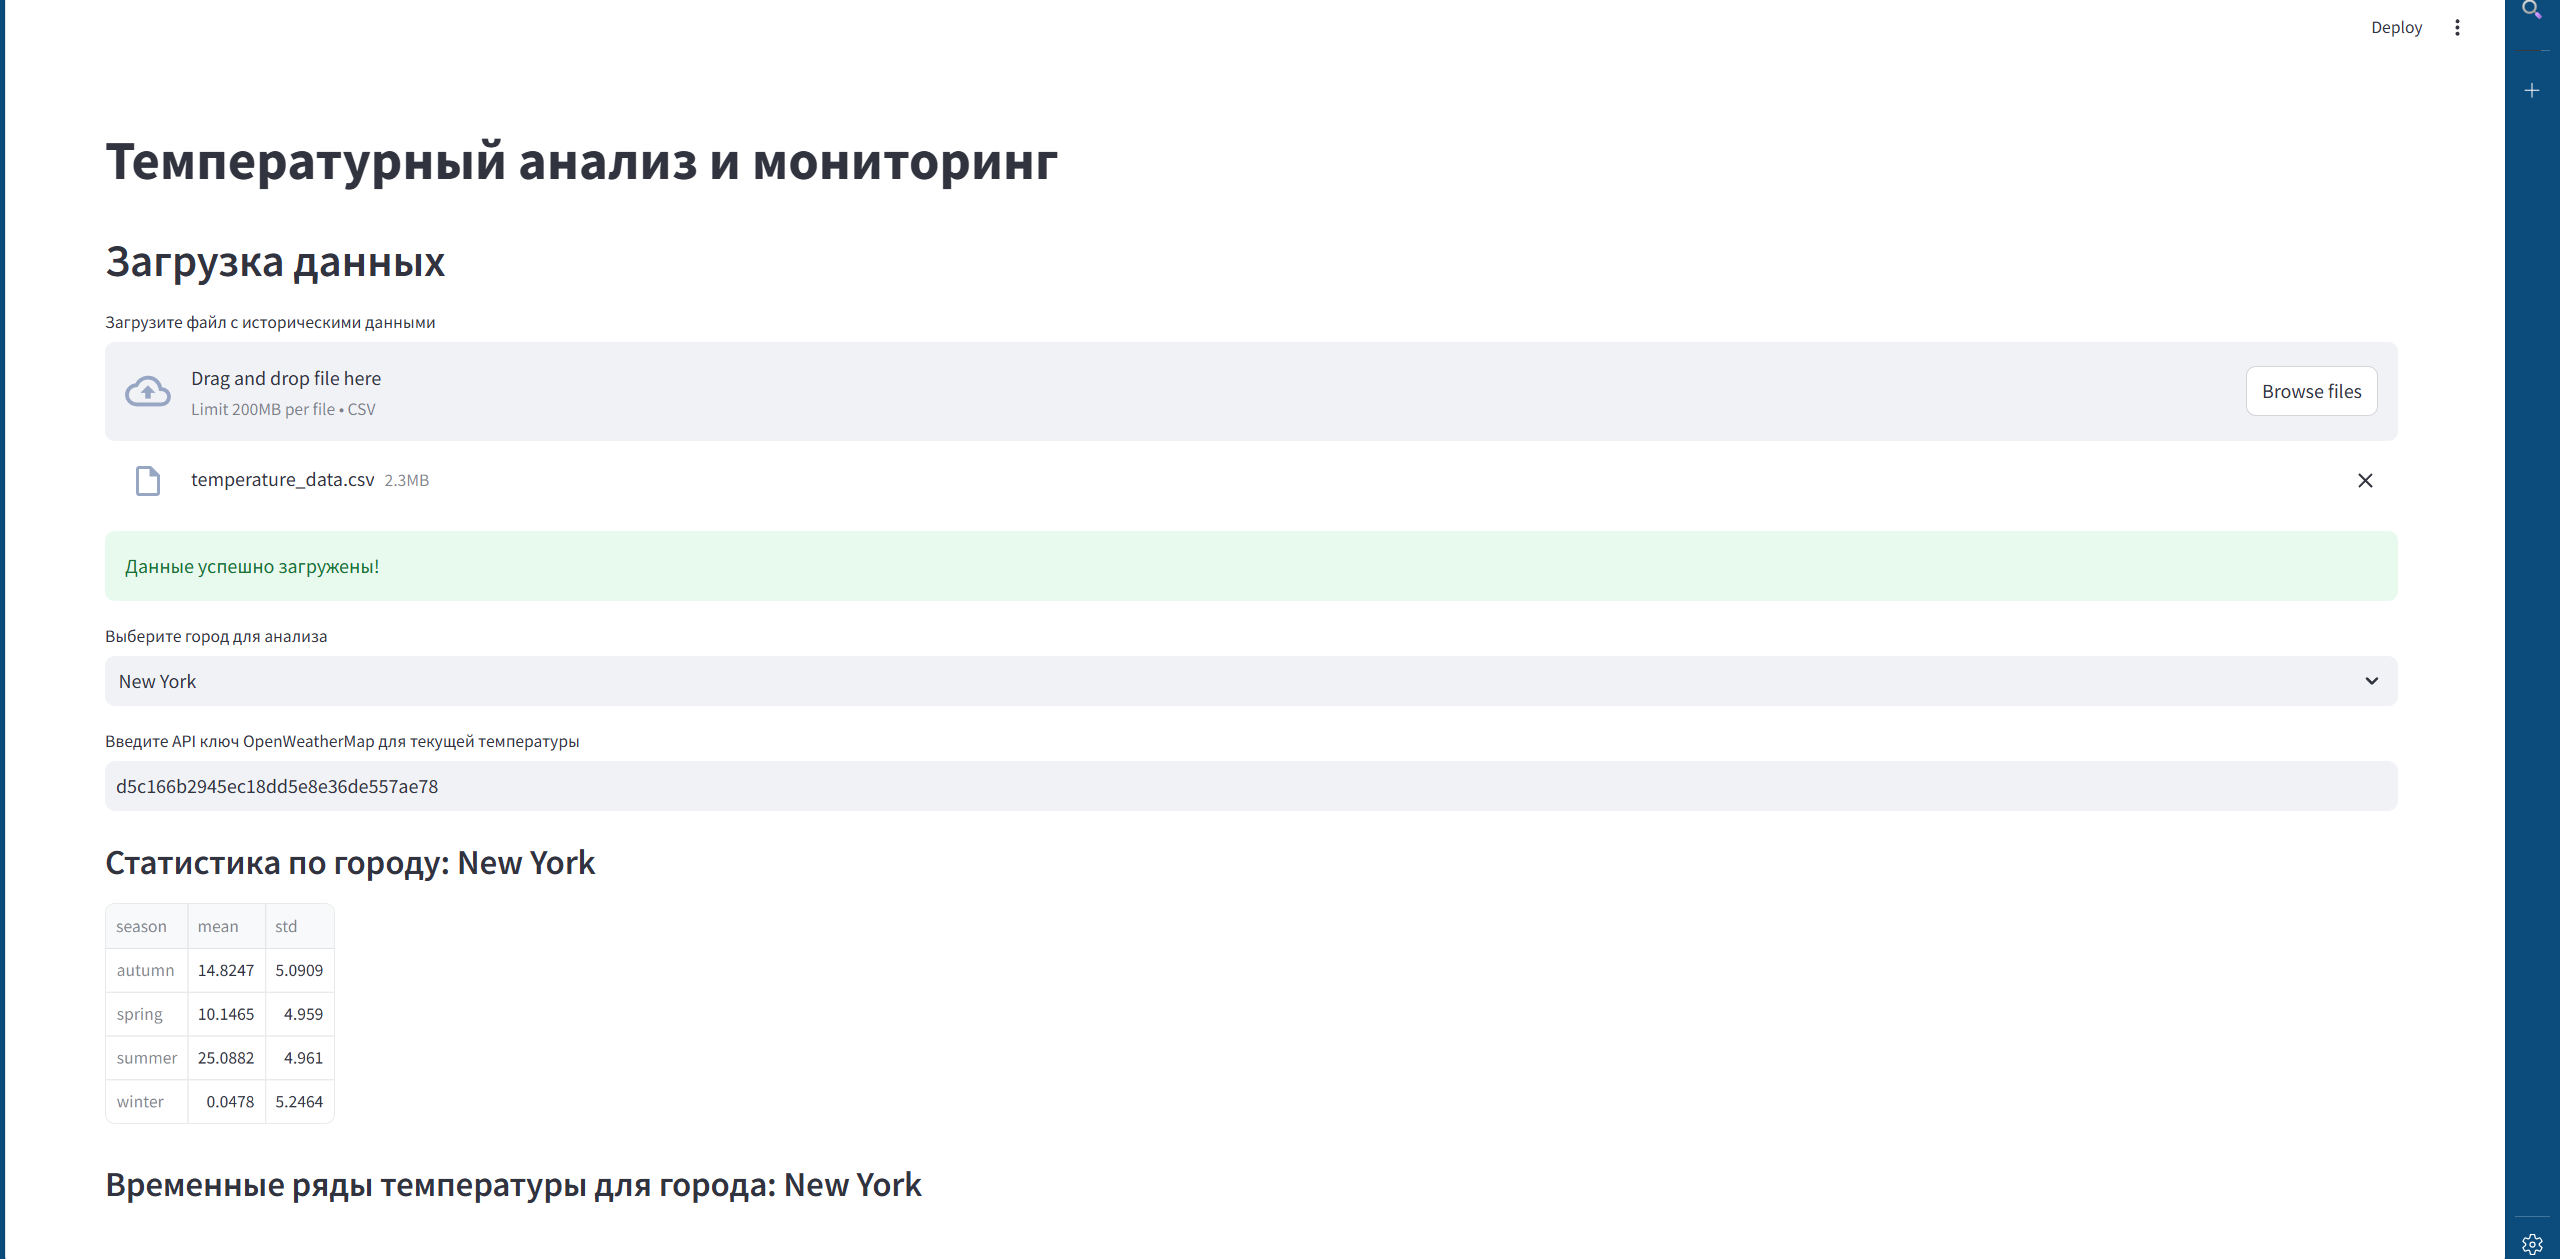 Deploy
Температурный анализ и мониторинг
Загрузка данных
Загрузите файл с историческими данными
Drag and drop file here
Limit 200MB per file • CSV
Browse files
temperature_data.csv 2.3MB
Данные успешно загружены!
Выберите город для анализа
New York
Введите API ключ OpenWeatherMap для текущей температуры
d5c166b2945ec18dd5e8e36de557ae78
Статистика по городу: New York
season mean std
autumn 14.8247 5.0909
spring 10.1465 4.959
summer 25.0882 4.961
winter 0.0478 5.2464
Временные ряды температуры для города: New York